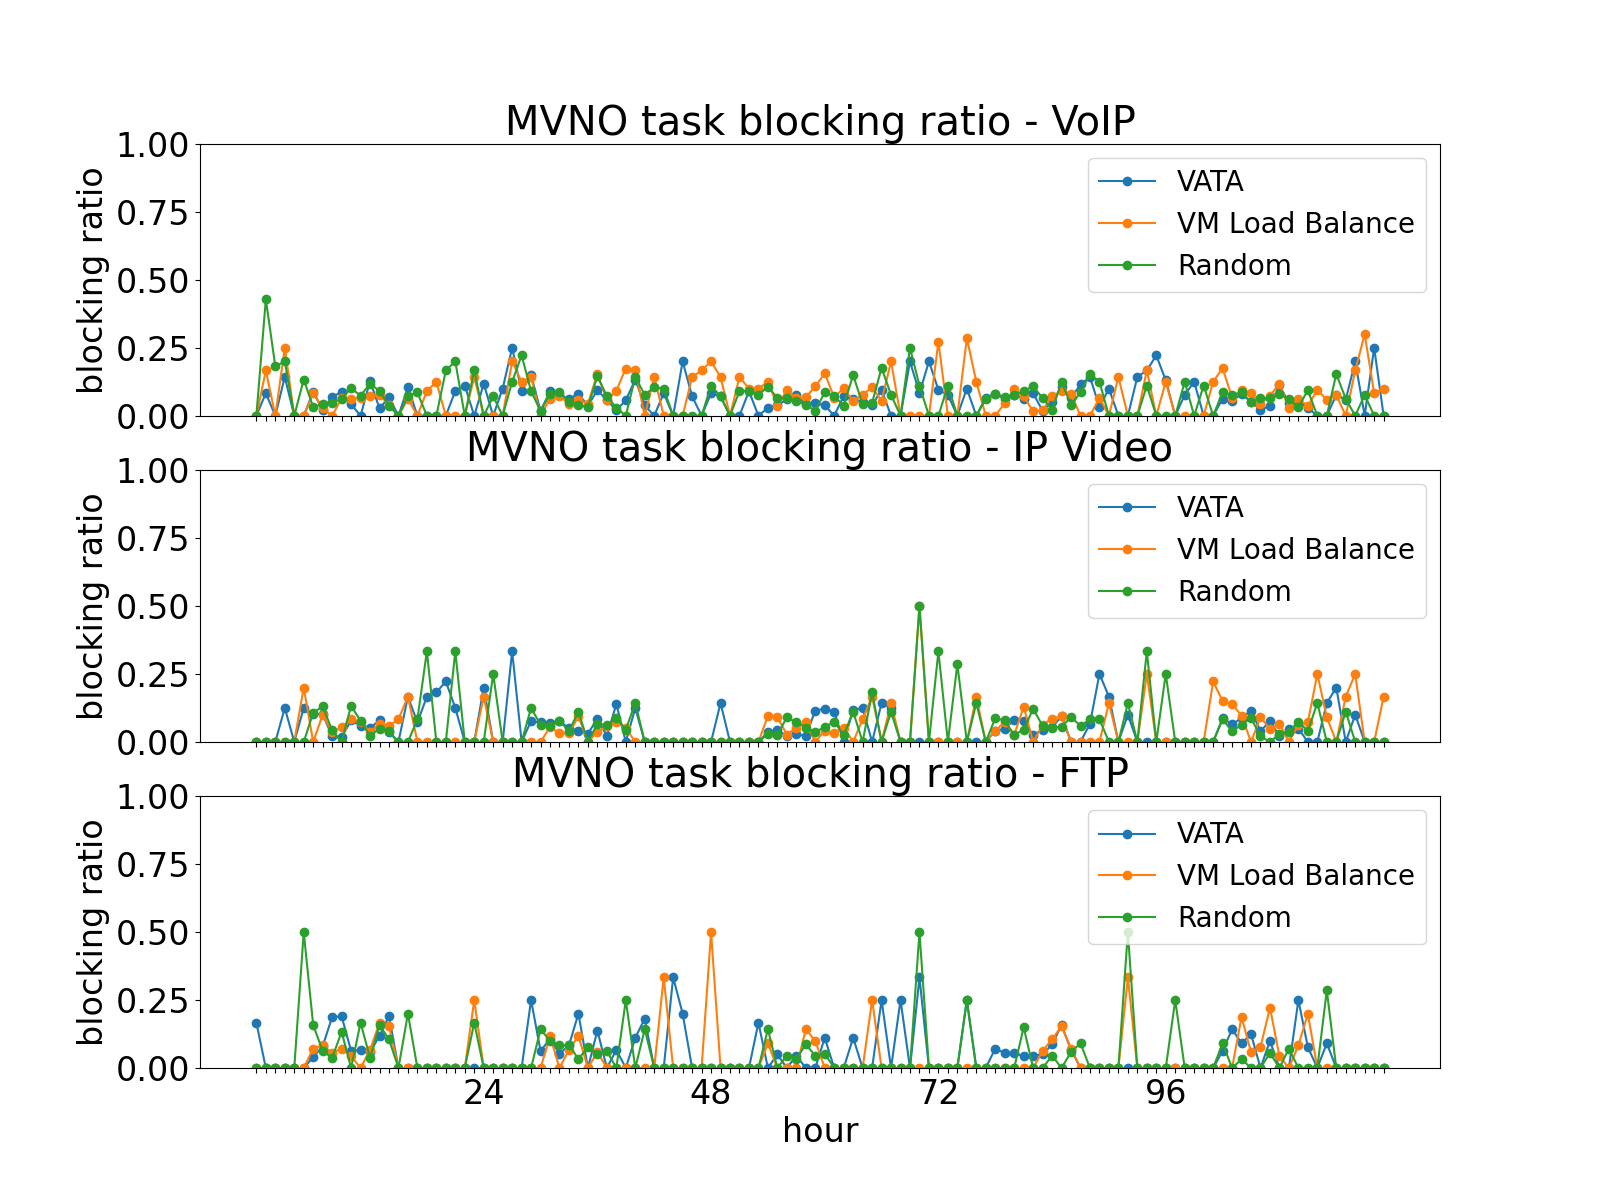 MVNO task blocking ratio - VoIP
1.00
0.75
0.50
0.25
0.00
blocking ratio
VATA
VM Load Balance
Random
MVNO task blocking ratio - IP Video
1.00
0.75
0.50
0.25
0.00
blocking ratio
VATA
VM Load Balance
Random
MVNO task blocking ratio - FTP
1.00
0.75
0.50
0.25
0.00
blocking ratio
VATA
VM Load Balance
Random
24 48 72 96
hour